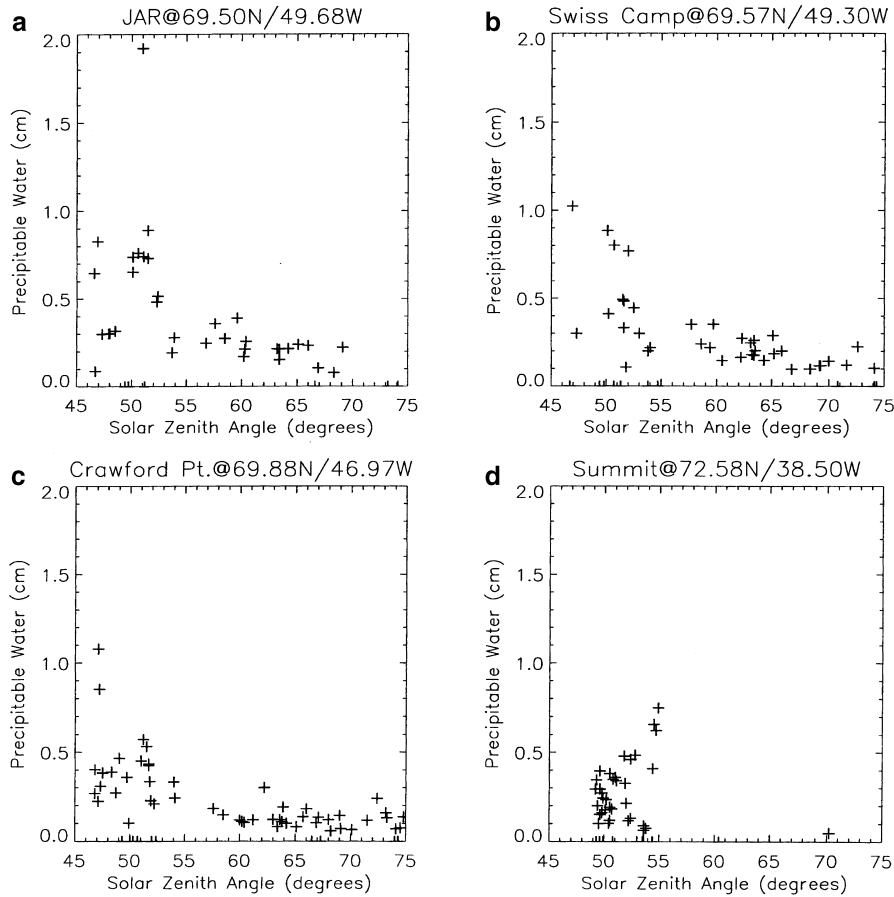 a
JAR@69.50N/49.68W
2.0
1.5
1.0
0.5
0.0
Precipitable Water (cm)
45 50 55 60 65 70 75
Solar Zenith Angle (degrees)
b
Swiss Camp@69.57N/49.30W
2.0
1.5
1.0
0.5
0.0
Precipitable Water (cm)
45 50 55 60 65 70 75
Solar Zenith Angle (degrees)
c
Crawford Pt.@69.88N/46.97W
2.0
1.5
1.0
0.5
0.0
Precipitable Water (cm)
45 50 55 60 65 70 75
Solar Zenith Angle (degrees)
d
Summit@72.58N/38.50W
2.0
1.5
1.0
0.5
0.0
Precipitable Water (cm)
45 50 55 60 65 70 75
Solar Zenith Angle (degrees)